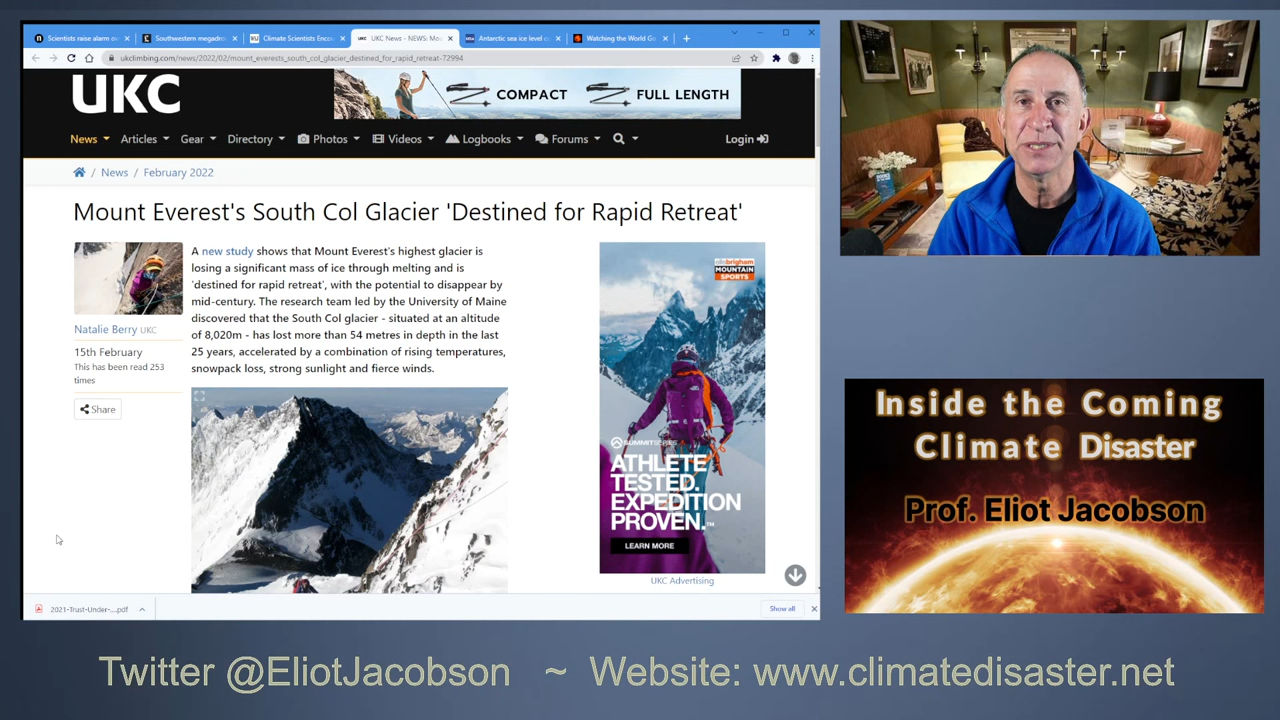 Scientists raise alarm ov
Southwestern megadro
Climate Scientists Enco
UKC News - NEWS: Mo
Antarctic sea ice level c
Watching the World Go
ukclimbing.com/news/2022/02/mount_everests_south_col_glacier_destined_for_rapid_retreat-72994
UKC
COMPACT
FULL LENGTH
News
Articles
Gear
Directory
Photos
Videos
Logbooks
Forums
Login
/ News / February 2022
Mount Everest's South Col Glacier 'Destined for Rapid Retreat'
Natalie Berry UKC
15th February
This has been read 253
times
Share
A new study shows that Mount Everest's highest glacier is
losing a significant mass of ice through melting and is
'destined for rapid retreat', with the potential to disappear by
mid-century. The research team led by the University of Maine
discovered that the South Col glacier - situated at an altitude
of 8,020m - has lost more than 54 metres in depth in the last
25 years, accelerated by a combination of rising temperatures,
snowpack loss, strong sunlight and fierce winds.
ellis brigham
MOUNTAIN
SPORTS
SUMMIT SERIES
ATHLETE
TESTED.
EXPEDITION
PROVEN.™
LEARN MORE
UKC Advertising
2021-Trust-Under-....pdf
Show all
Inside the Coming
Climate Disaster
Prof. Eliot Jacobson
Twitter @EliotJacobson ~ Website: www.climatedisaster.net